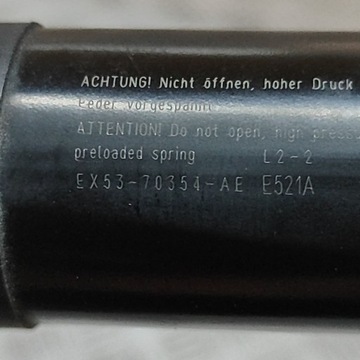 ACHTUNG! Nicht öffnen, hoher Druck
Feder vorgespannt
ATTENTION! Do not open, high press
preloaded spring L2-2
EX53-70354-AE E521A